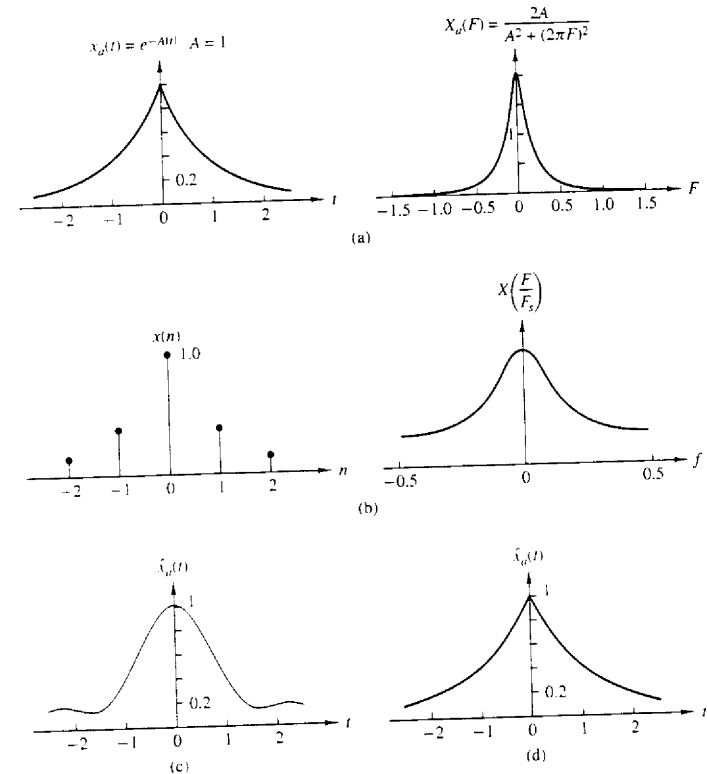 x_a(t) = e^{-A|t|} A = 1
X_a(F) = 2A / A² + (2πF)²
0.2
1
-2 -1 0 1 2 t
-1.5 -1.0 -0.5 0 0.5 1.0 1.5 F
(a)
X(F/F_s)
x(n)
1.0
-2 -1 0 1 2 n
-0.5 0 0.5 f
(b)
x̂_a(t)
x̂_a(t)
1
1
0.2
0.2
-2 -1 0 1 2 t
-2 -1 0 1 2 t
(c)
(d)